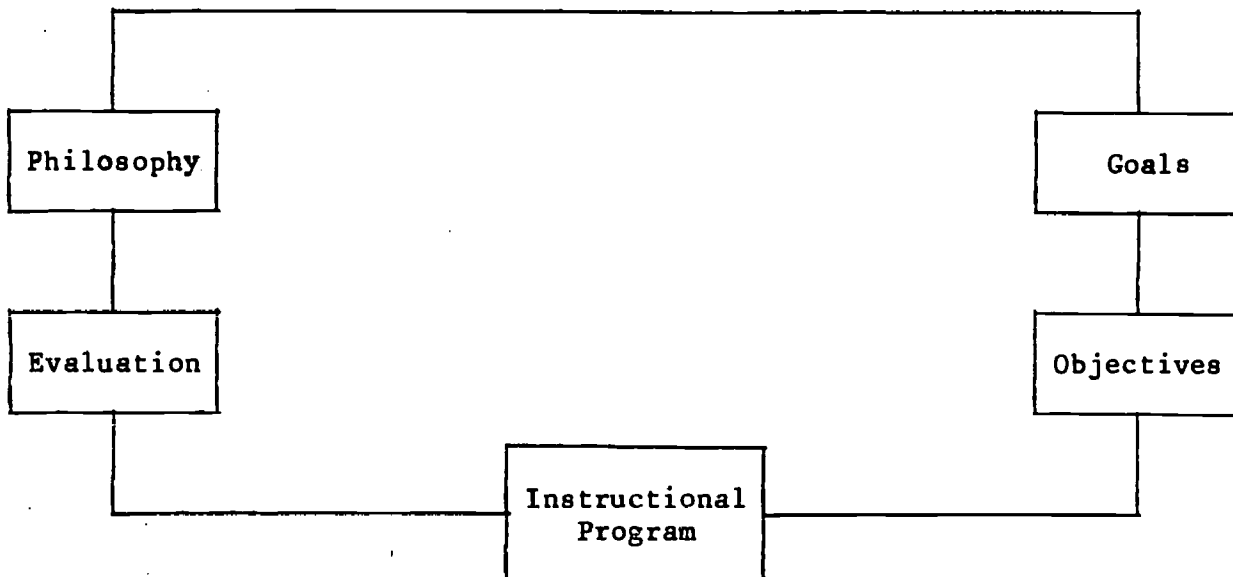 Philosophy
Goals
Evaluation
Objectives
Instructional
Program